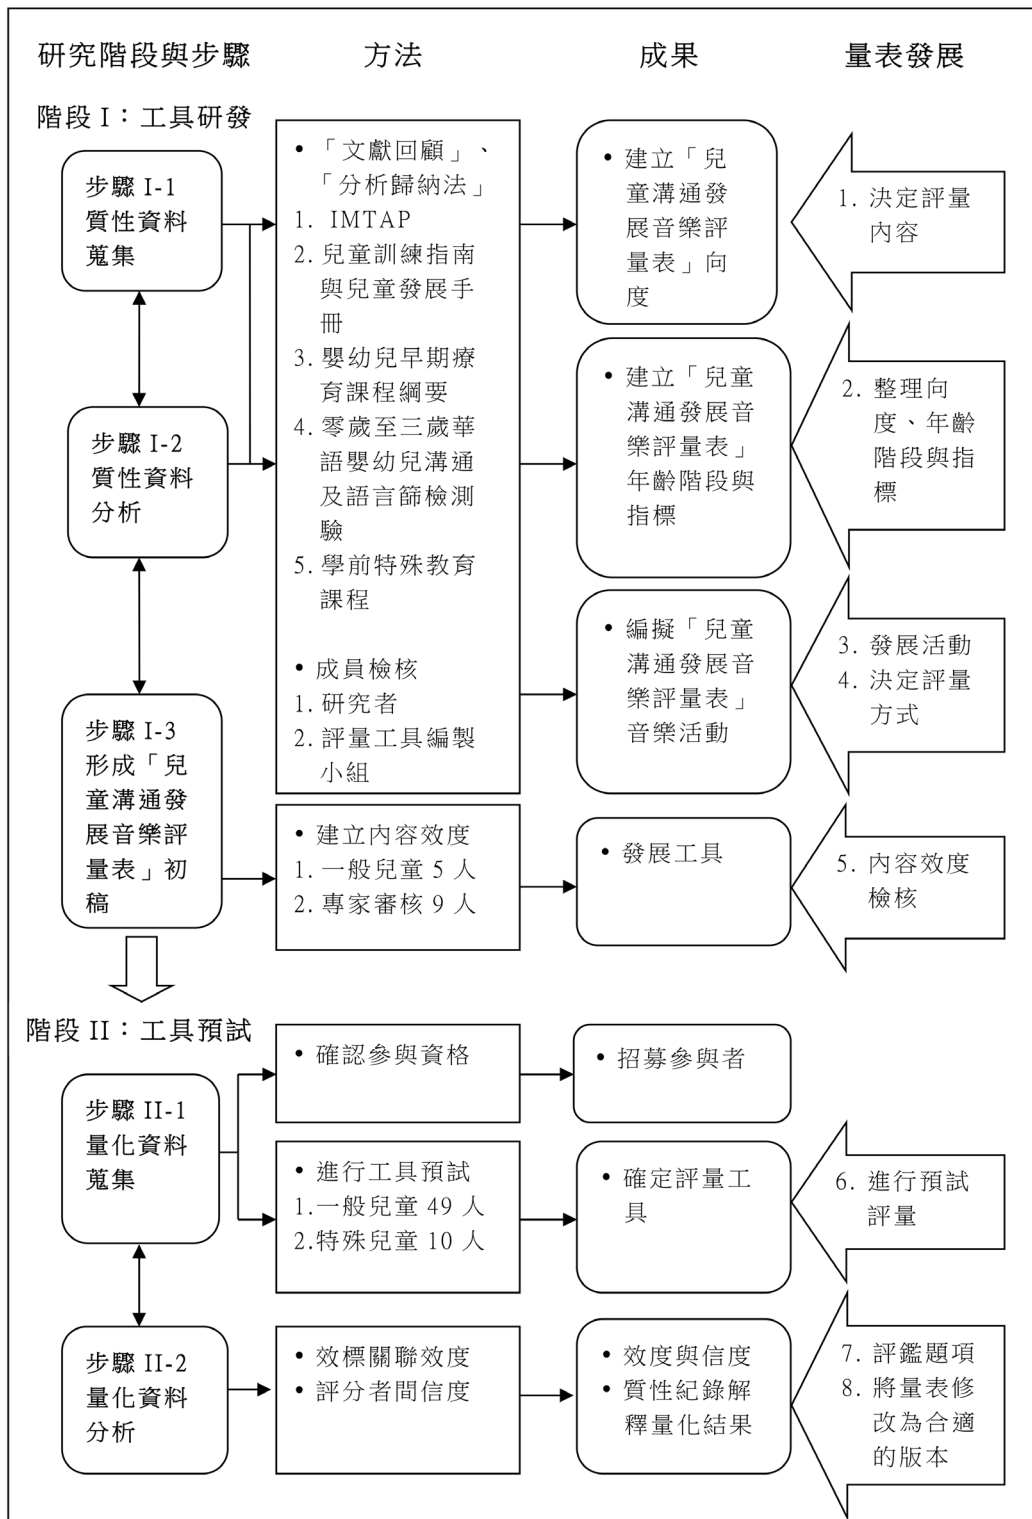 研究階段與步驟
方法
成果
量表發展
階段 I：工具研發
步驟 I-1
質性資料
蒐集
步驟 I-2
質性資料
分析
步驟 I-3
形成「兒
童溝通發
展音樂評
量表」初
稿
• 「文獻回顧」、
「分析歸納法」
1. IMTAP
2. 兒童訓練指南
與兒童發展手
冊
3. 嬰幼兒早期療
育課程綱要
4. 零歲至三歲華
語嬰幼兒溝通
及語言篩檢測
驗
5. 學前特殊教育
課程
• 成員檢核
1. 研究者
2. 評量工具編製
小組
• 建立內容效度
1. 一般兒童 5 人
2. 專家審核 9 人
• 建立「兒
童溝通發
展音樂評
量表」向
度
• 建立「兒童
溝通發展音
樂評量表」
年齡階段與
指標
• 編擬「兒童
溝通發展音
樂評量表」
音樂活動
• 發展工具
1. 決定評量
內容
2. 整理向
度、年齡
階段與指
標
3. 發展活動
4. 決定評量
方式
5. 內容效度
檢核
階段 II：工具預試
步驟 II-1
量化資料
蒐集
步驟 II-2
量化資料
分析
• 確認參與資格
• 進行工具預試
1.一般兒童 49 人
2.特殊兒童 10 人
• 效標關聯效度
• 評分者間信度
• 招募參與者
• 確定評量工
具
• 效度與信度
• 質性紀錄解
釋量化結果
6. 進行預試
評量
7. 評鑑題項
8. 將量表修
改為合適
的版本